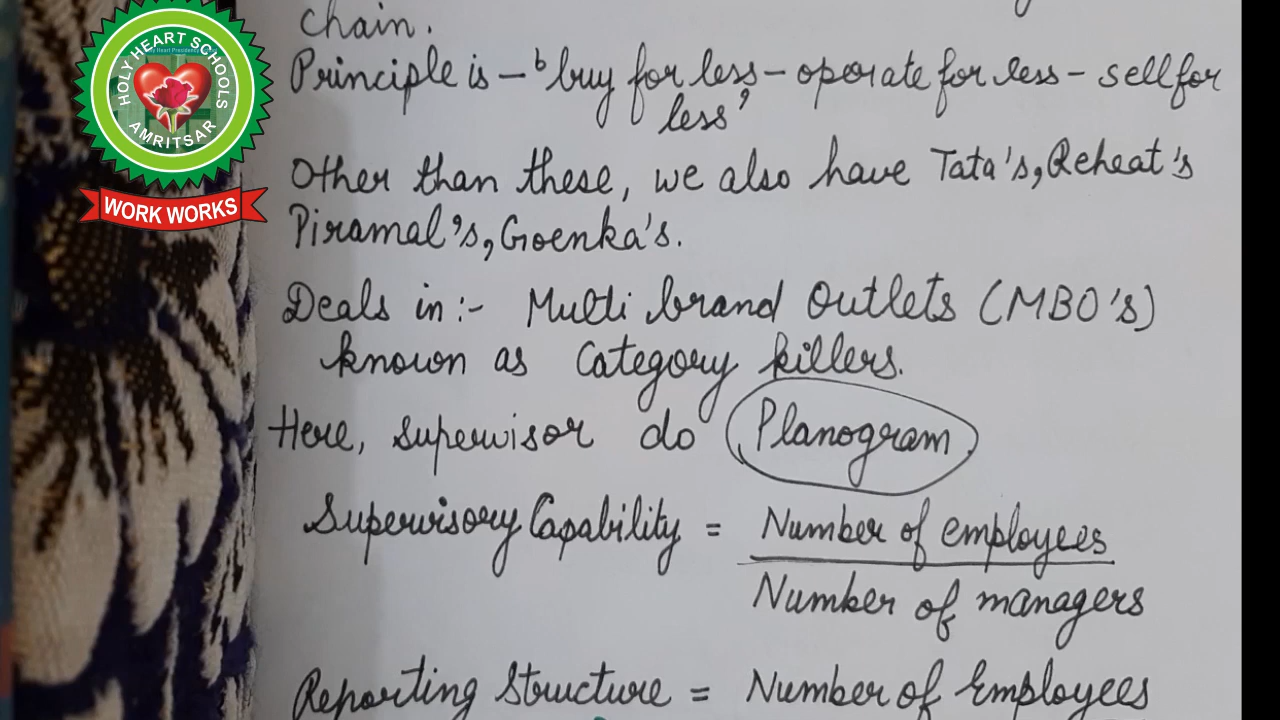 HOLY HEART SCHOOLS
AMRITSAR
WORK WORKS
chain.
Principle is – 'buy for less – operate for less – sell for
less'
Other than these, we also have Tata's, Reheat's
Piramal's, Goenka's.
Deals in :- Multi brand Outlets (MBO's)
known as Category killers.
Here, supervisor do Planogram
Supervisory Capability = Number of employees
Number of managers
Reporting Structure = Number of Employees